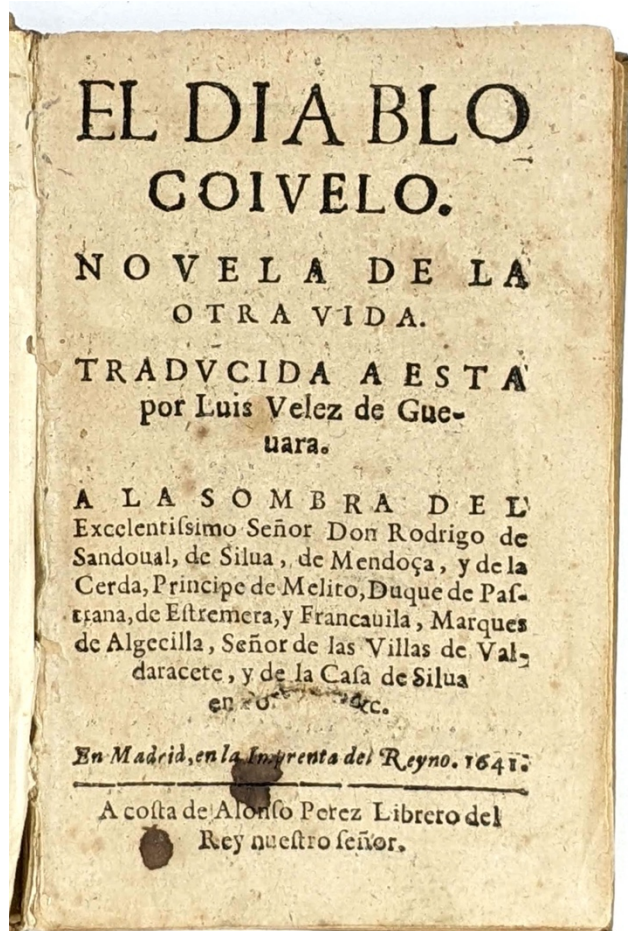 EL DIABLO
COIVELO.
NOVELA DE LA
OTRA VIDA.
TRADVCIDA A ESTA
por Luis Velez de Gue-
uara.
A LA SOMBRA DEL
Excelentiſsimo Señor Don Rodrigo de
Sandoual, de Silua, de Mendoça, y de la
Cerda, Principe de Melito, Duque de Paſ-
trana, de Eſtremera, y Francauila, Marques
de Algecilla, Señor de las Villas de Val-
daracete, y de la Caſa de Silua
en &c.
En Madrid, en la Imprenta del Reyno. 1641.
A coſta de Alonſo Perez Librero del
Rey nueſtro ſeñor.